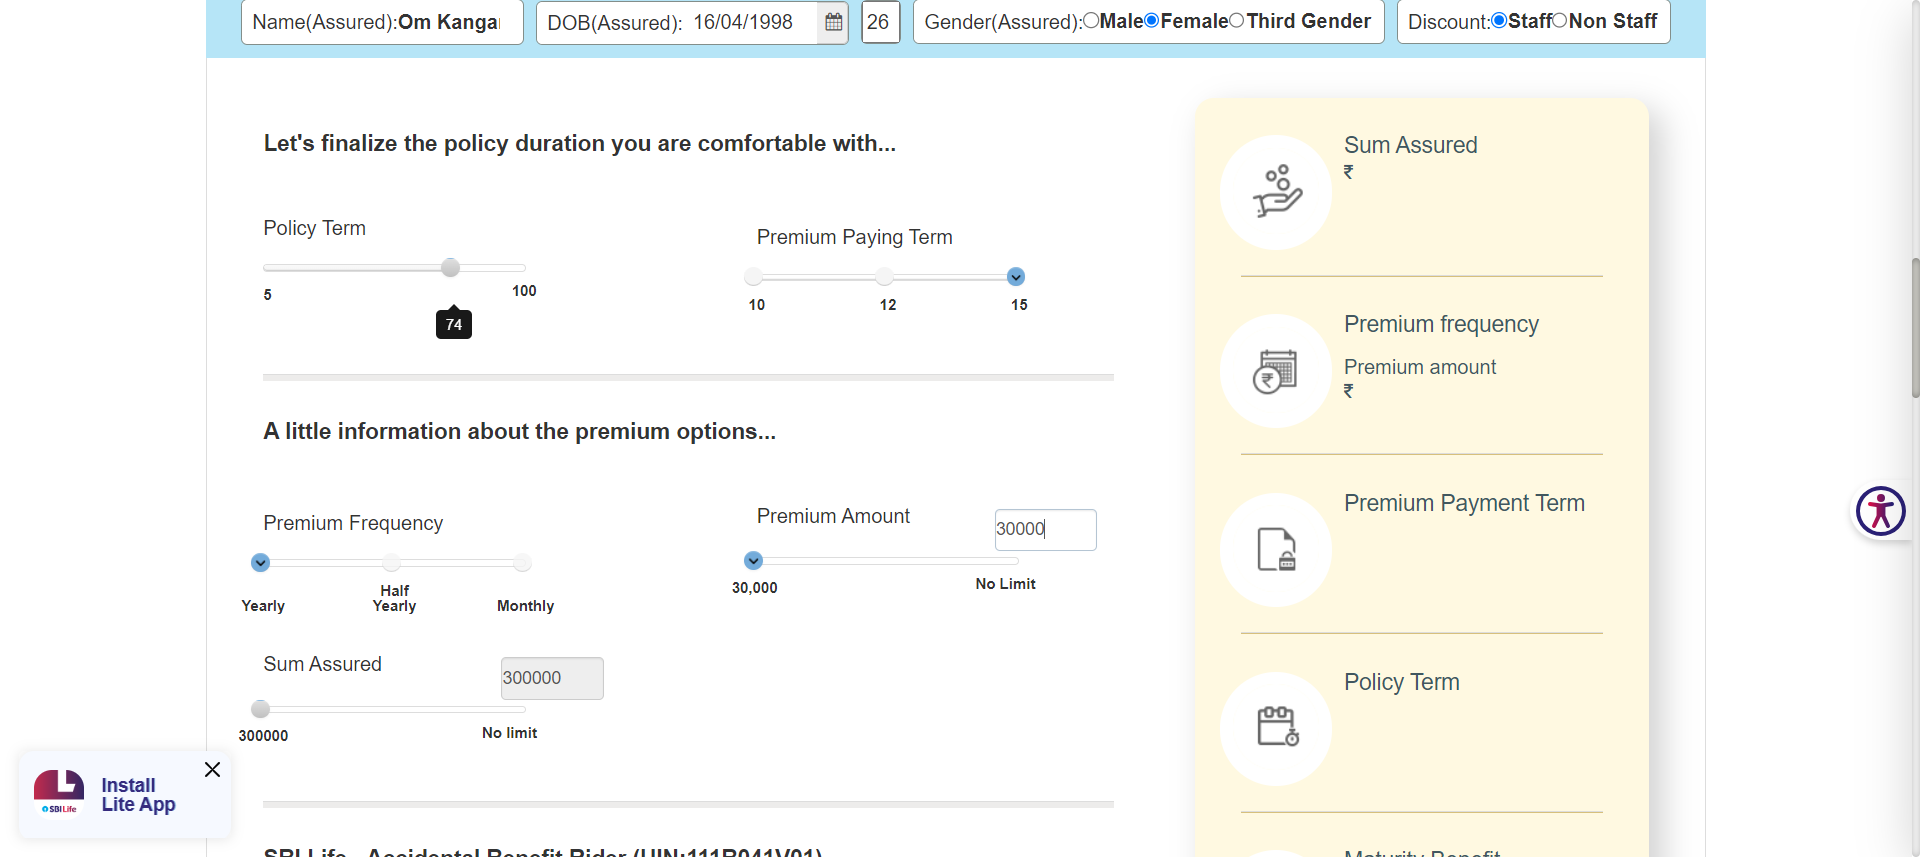 Name(Assured):Om Kanga
DOB(Assured): 16/04/1998
26
Gender(Assured): Male Female Third Gender
Discount: Staff Non Staff
Let's finalize the policy duration you are comfortable with...
Policy Term
5
100
74
Premium Paying Term
10
12
15
A little information about the premium options...
Premium Frequency
Yearly
Half
Yearly
Monthly
Premium Amount
30000
30,000
No Limit
Sum Assured
300000
300000
No limit
SBI Life - Accidental Benefit Rider (UIN:111B041V01)
Sum Assured
₹
Premium frequency
Premium amount
₹
Premium Payment Term
Policy Term
Maturity Benefit
Install
Lite App
SBI Life